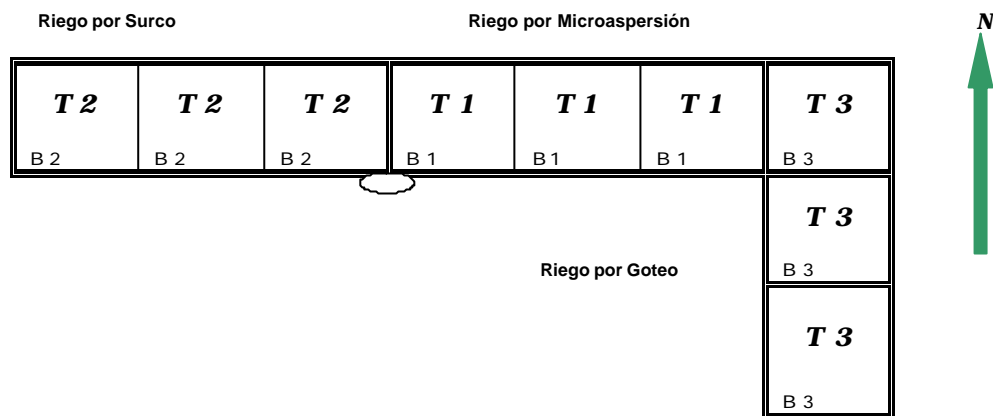 Riego por Surco Riego por Microaspersión N
T 2 T 2 T 2 T 1 T 1 T 1 T 3
B 2 B 2 B 2 B 1 B1 B 1 B 3
T 3
Riego por Goteo B 3
T 3
B 3